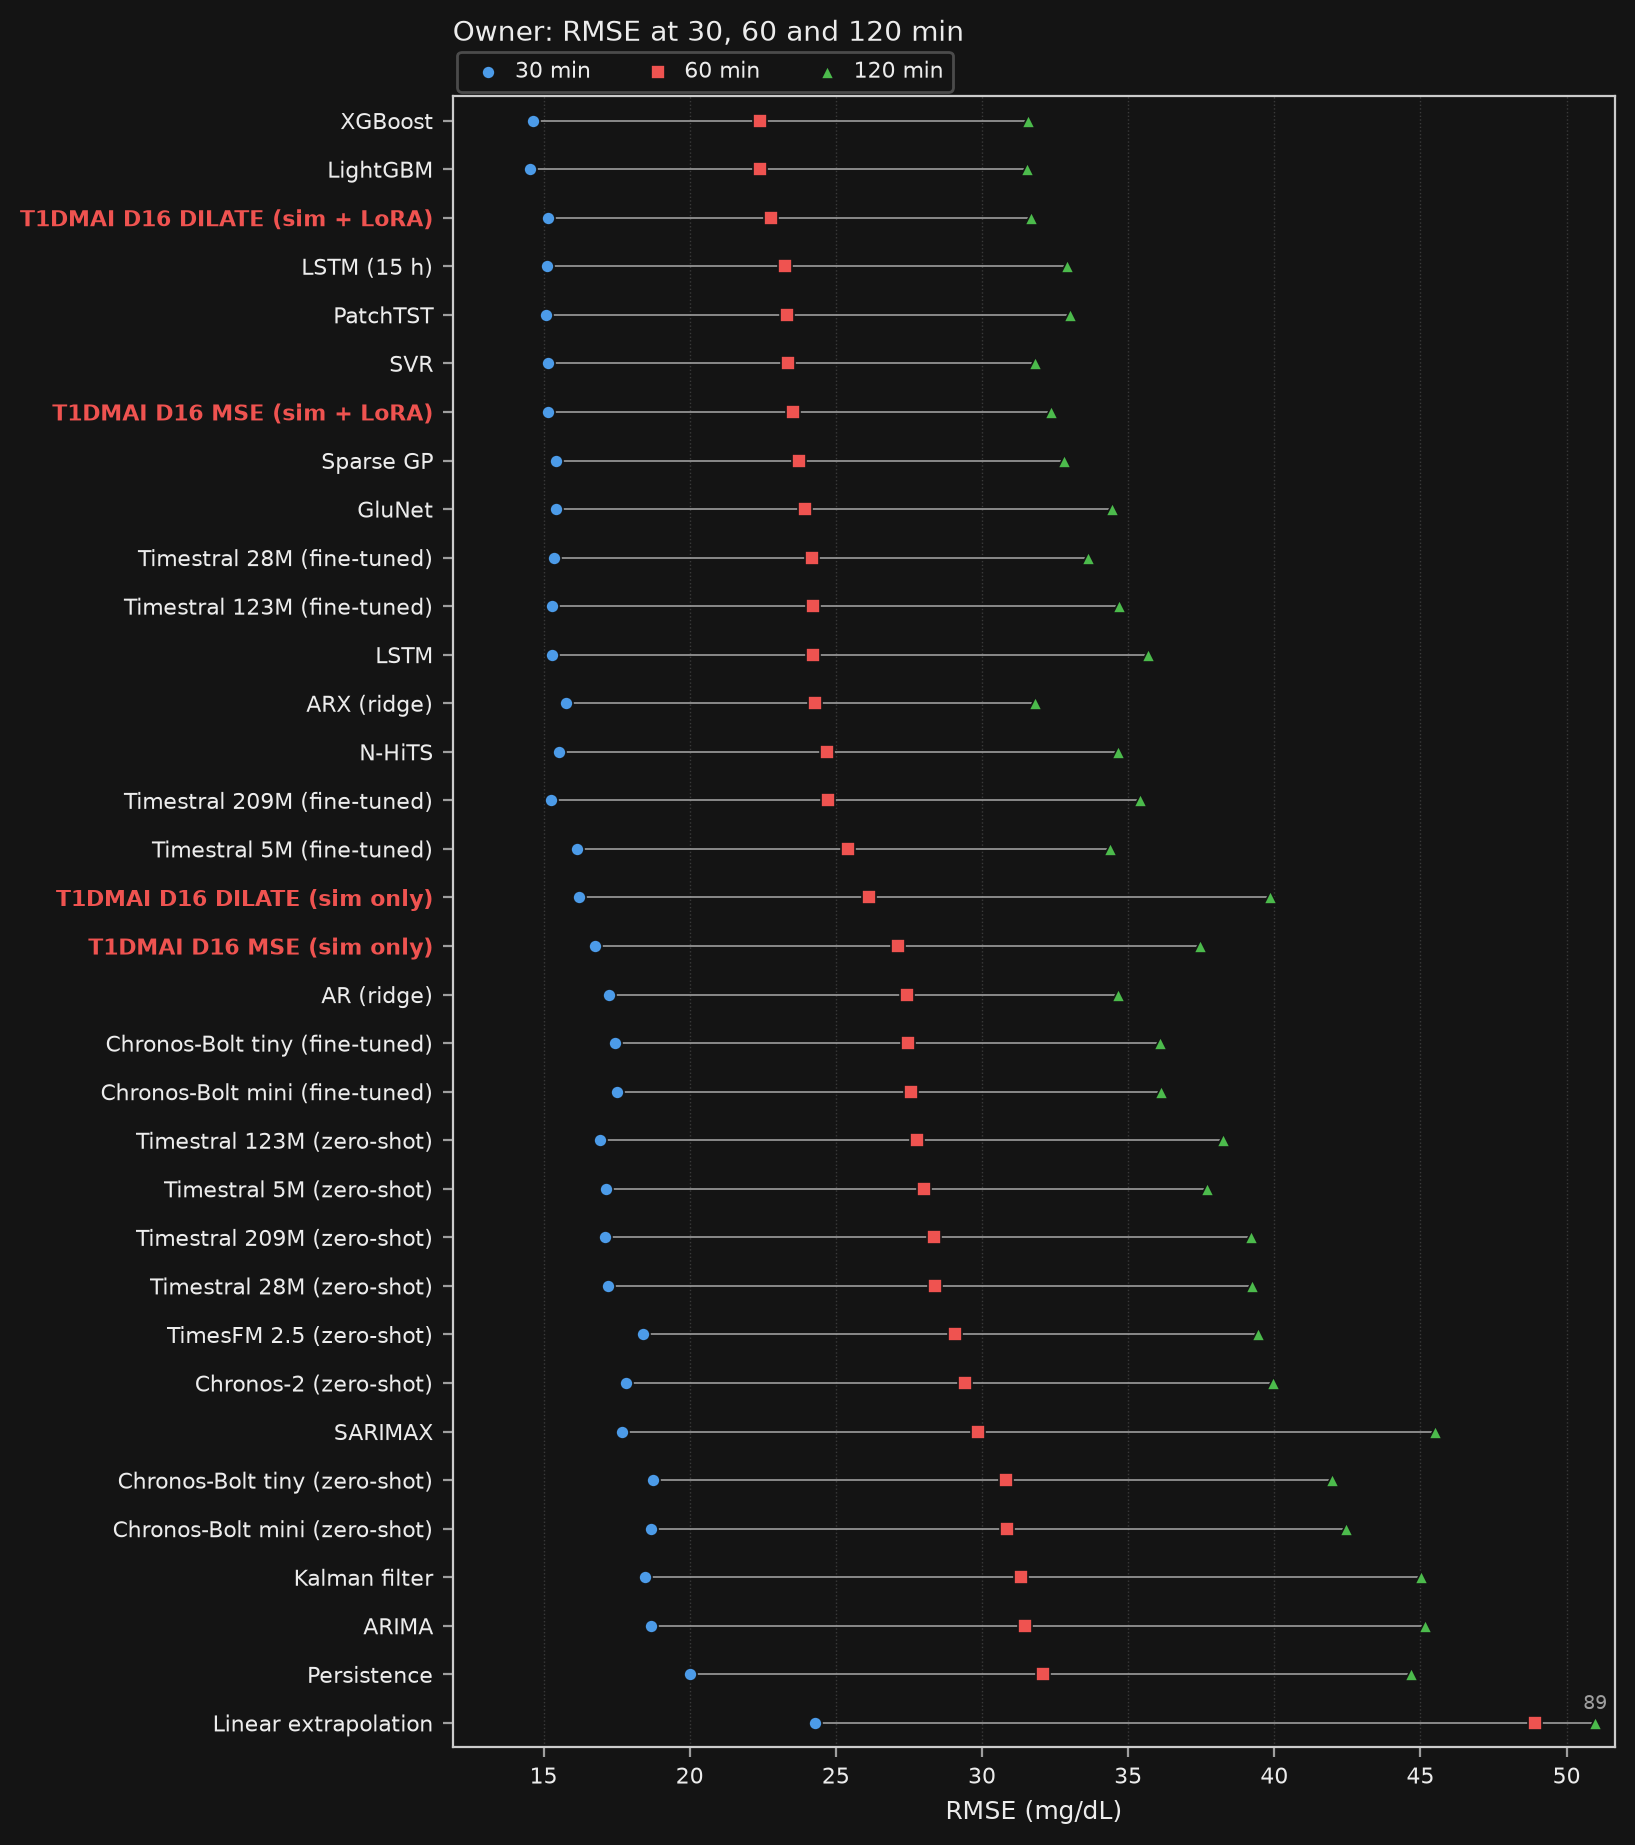 Owner: RMSE at 30, 60 and 120 min
30 min 60 min 120 min
XGBoost
LightGBM
T1DMAI D16 DILATE (sim + LoRA)
LSTM (15 h)
PatchTST
SVR
T1DMAI D16 MSE (sim + LoRA)
Sparse GP
GluNet
Timestral 28M (fine-tuned)
Timestral 123M (fine-tuned)
LSTM
ARX (ridge)
N-HiTS
Timestral 209M (fine-tuned)
Timestral 5M (fine-tuned)
T1DMAI D16 DILATE (sim only)
T1DMAI D16 MSE (sim only)
AR (ridge)
Chronos-Bolt tiny (fine-tuned)
Chronos-Bolt mini (fine-tuned)
Timestral 123M (zero-shot)
Timestral 5M (zero-shot)
Timestral 209M (zero-shot)
Timestral 28M (zero-shot)
TimesFM 2.5 (zero-shot)
Chronos-2 (zero-shot)
SARIMAX
Chronos-Bolt tiny (zero-shot)
Chronos-Bolt mini (zero-shot)
Kalman filter
ARIMA
Persistence
89
Linear extrapolation
15 20 25 30 35 40 45 50
RMSE (mg/dL)